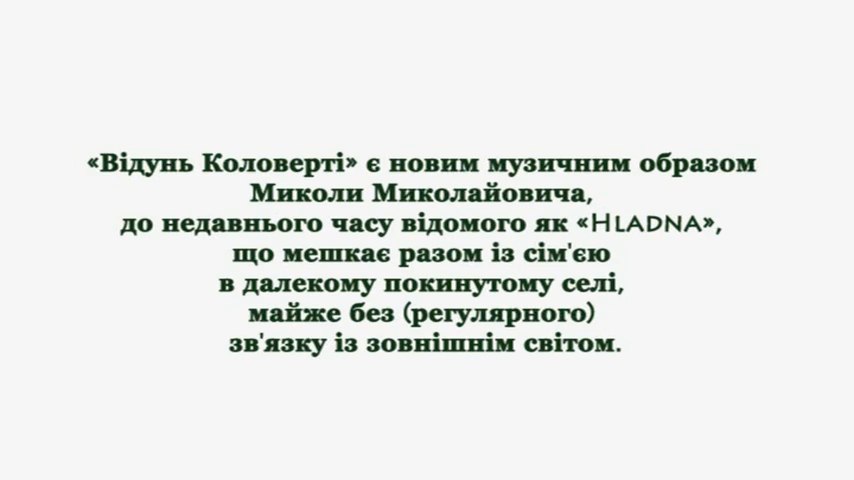 «Відунь Коловерті» є новим музичним образом
Миколи Миколайовича,
до недавнього часу відомого як «HLADNA»,
що мешкає разом із сім'єю
в далекому покинутому селі,
майже без (регулярного)
зв'язку із зовнішнім світом.